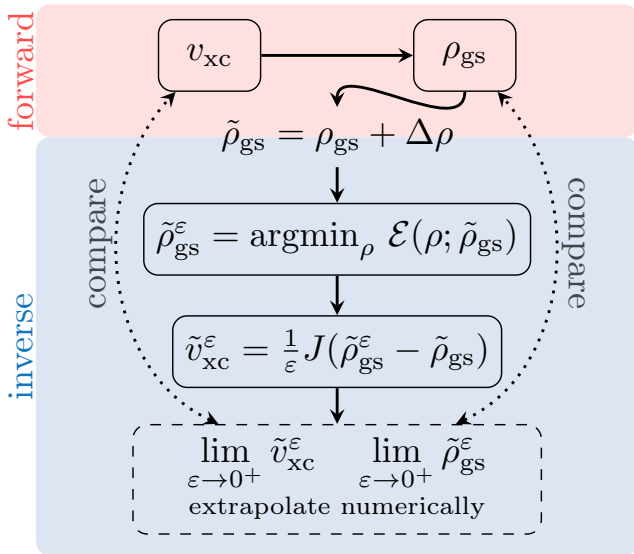 forward
v_xc
ρ_gs
ρ̃_gs = ρ_gs + Δρ
inverse
compare
compare
ρ̃^ε_gs = argmin_ρ ℰ(ρ; ρ̃_gs)
ṽ^ε_xc = 1/ε J(ρ̃^ε_gs − ρ̃_gs)
lim_{ε→0⁺} ṽ^ε_xc lim_{ε→0⁺} ρ̃^ε_gs
extrapolate numerically